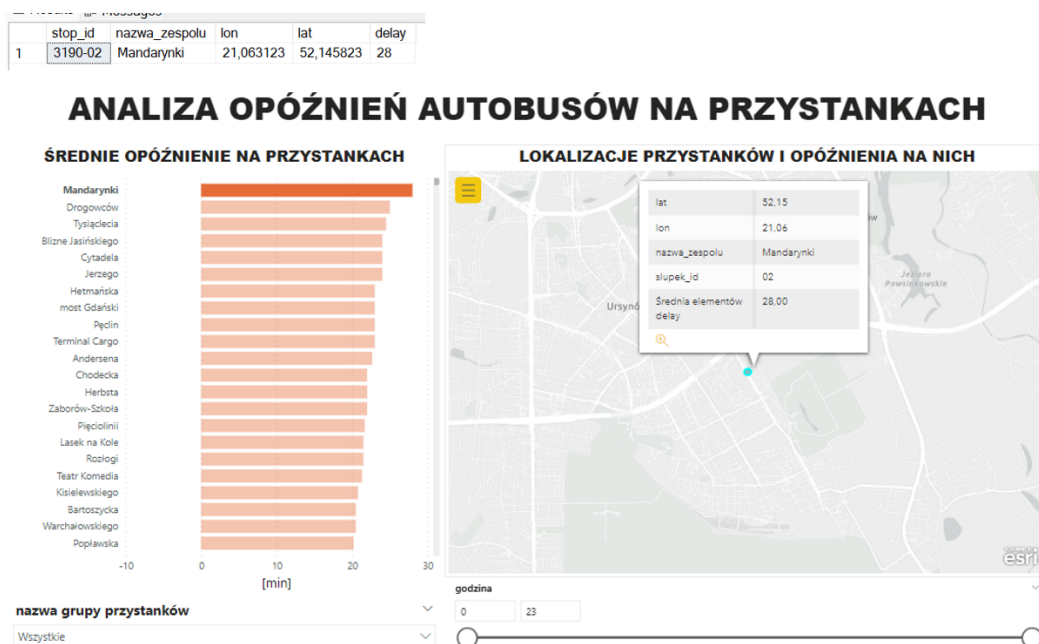 stop_id nazwa_zespolu lon lat delay
1 3190-02 Mandarynki 21,063123 52,145823 28
ANALIZA OPÓŹNIEŃ AUTOBUSÓW NA PRZYSTANKACH
ŚREDNIE OPÓŹNIENIE NA PRZYSTANKACH
Mandarynki
Drogowców
Tysiąclecia
Blizne Jasińskiego
Cytadela
Jerzego
Hetmańska
most Gdański
Pęclin
Terminal Cargo
Andersena
Chodecka
Herbsta
Zaborów-Szkoła
Pięciolinii
Lasek na Kole
Rozłogi
Teatr Komedia
Kisielewskiego
Bartoszycka
Warchałowskiego
Popławska
-10 0 10 20 30
[min]
nazwa grupy przystanków
Wszystkie
LOKALIZACJE PRZYSTANKÓW I OPÓŹNIENIA NA NICH
lat 52,15
lon 21,06
nazwa_zespolu Mandarynki
slupek_id 02
Średnia elementów delay 28,00
Ursynó
Jezioro
Powsinkowskie
esri
godzina
0 23